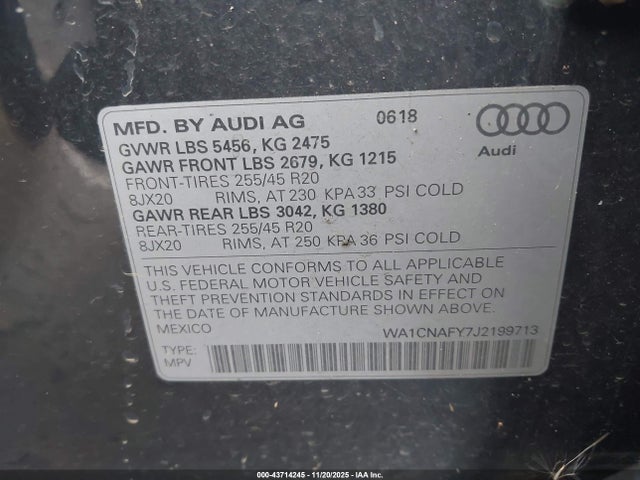 MFD. BY AUDI AG 0618
GVWR LBS 5456, KG 2475
GAWR FRONT LBS 2679, KG 1215
FRONT-TIRES 255/45 R20
8JX20 RIMS, AT 230 KPA 33 PSI COLD
GAWR REAR LBS 3042, KG 1380
REAR-TIRES 255/45 R20
8JX20 RIMS, AT 250 KPA 36 PSI COLD
Audi
THIS VEHICLE CONFORMS TO ALL APPLICABLE
U.S. FEDERAL MOTOR VEHICLE SAFETY AND
THEFT PREVENTION STANDARDS IN EFFECT ON
THE DATE OF MANUFACTURE SHOWN ABOVE.
MEXICO WA1CNAFY7J2199713
TYPE:
MPV
000-43714245 - 11/20/2025 - IAA Inc.